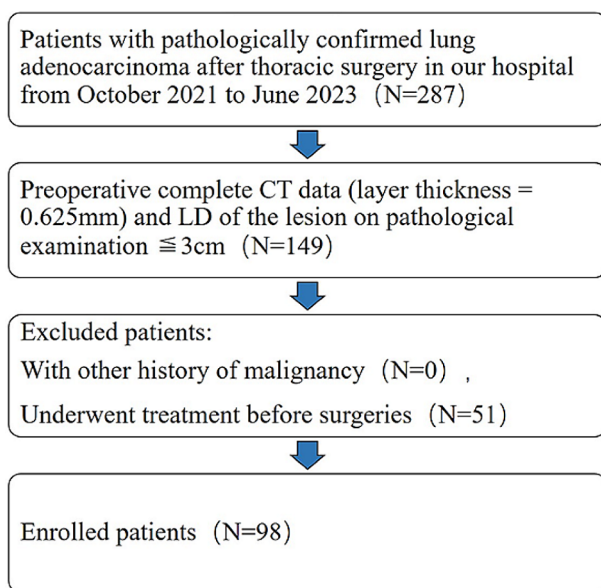 Patients with pathologically confirmed lung
adenocarcinoma after thoracic surgery in our hospital
from October 2021 to June 2023（N=287）
Preoperative complete CT data (layer thickness =
0.625mm) and LD of the lesion on pathological
examination ≦3cm（N=149）
Excluded patients:
With other history of malignancy（N=0）,
Underwent treatment before surgeries（N=51）
Enrolled patients（N=98）